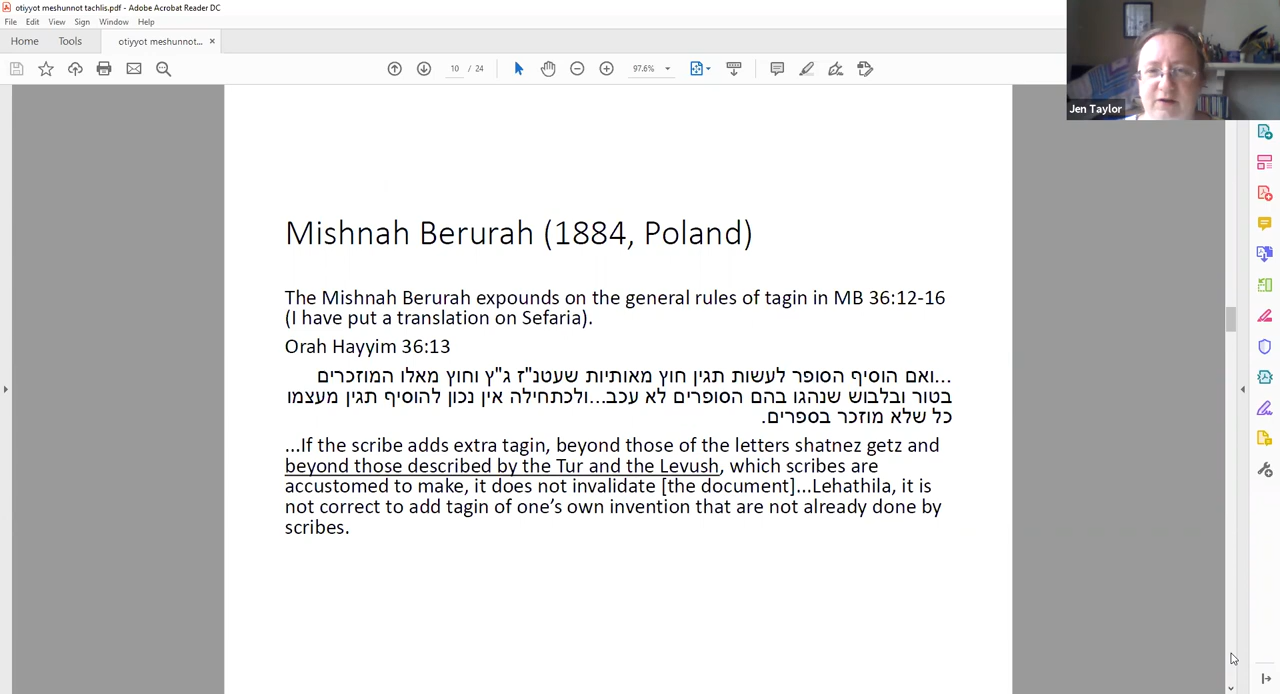 otiyyot meshunnot tachlis.pdf - Adobe Acrobat Reader DC
File Edit View Sign Window Help
Home Tools otiyyot meshunnot... ×
10 / 24 97.6%
Jen Taylor
Mishnah Berurah (1884, Poland)
The Mishnah Berurah expounds on the general rules of tagin in MB 36:12-16
(I have put a translation on Sefaria).
Orah Hayyim 36:13
...ואם הוסיף הסופר לעשות תגין חוץ מאותיות שעטנ"ז ג"ץ וחוץ מאלו המוזכרים
בטור ובלבוש שנהגו בהם הסופרים לא עכב...ולכתחילה אין נכון להוסיף תגין מעצמו
כל שלא מוזכר בספרים.
...If the scribe adds extra tagin, beyond those of the letters shatnez getz and
beyond those described by the Tur and the Levush, which scribes are
accustomed to make, it does not invalidate [the document]...Lehathila, it is
not correct to add tagin of one’s own invention that are not already done by
scribes.